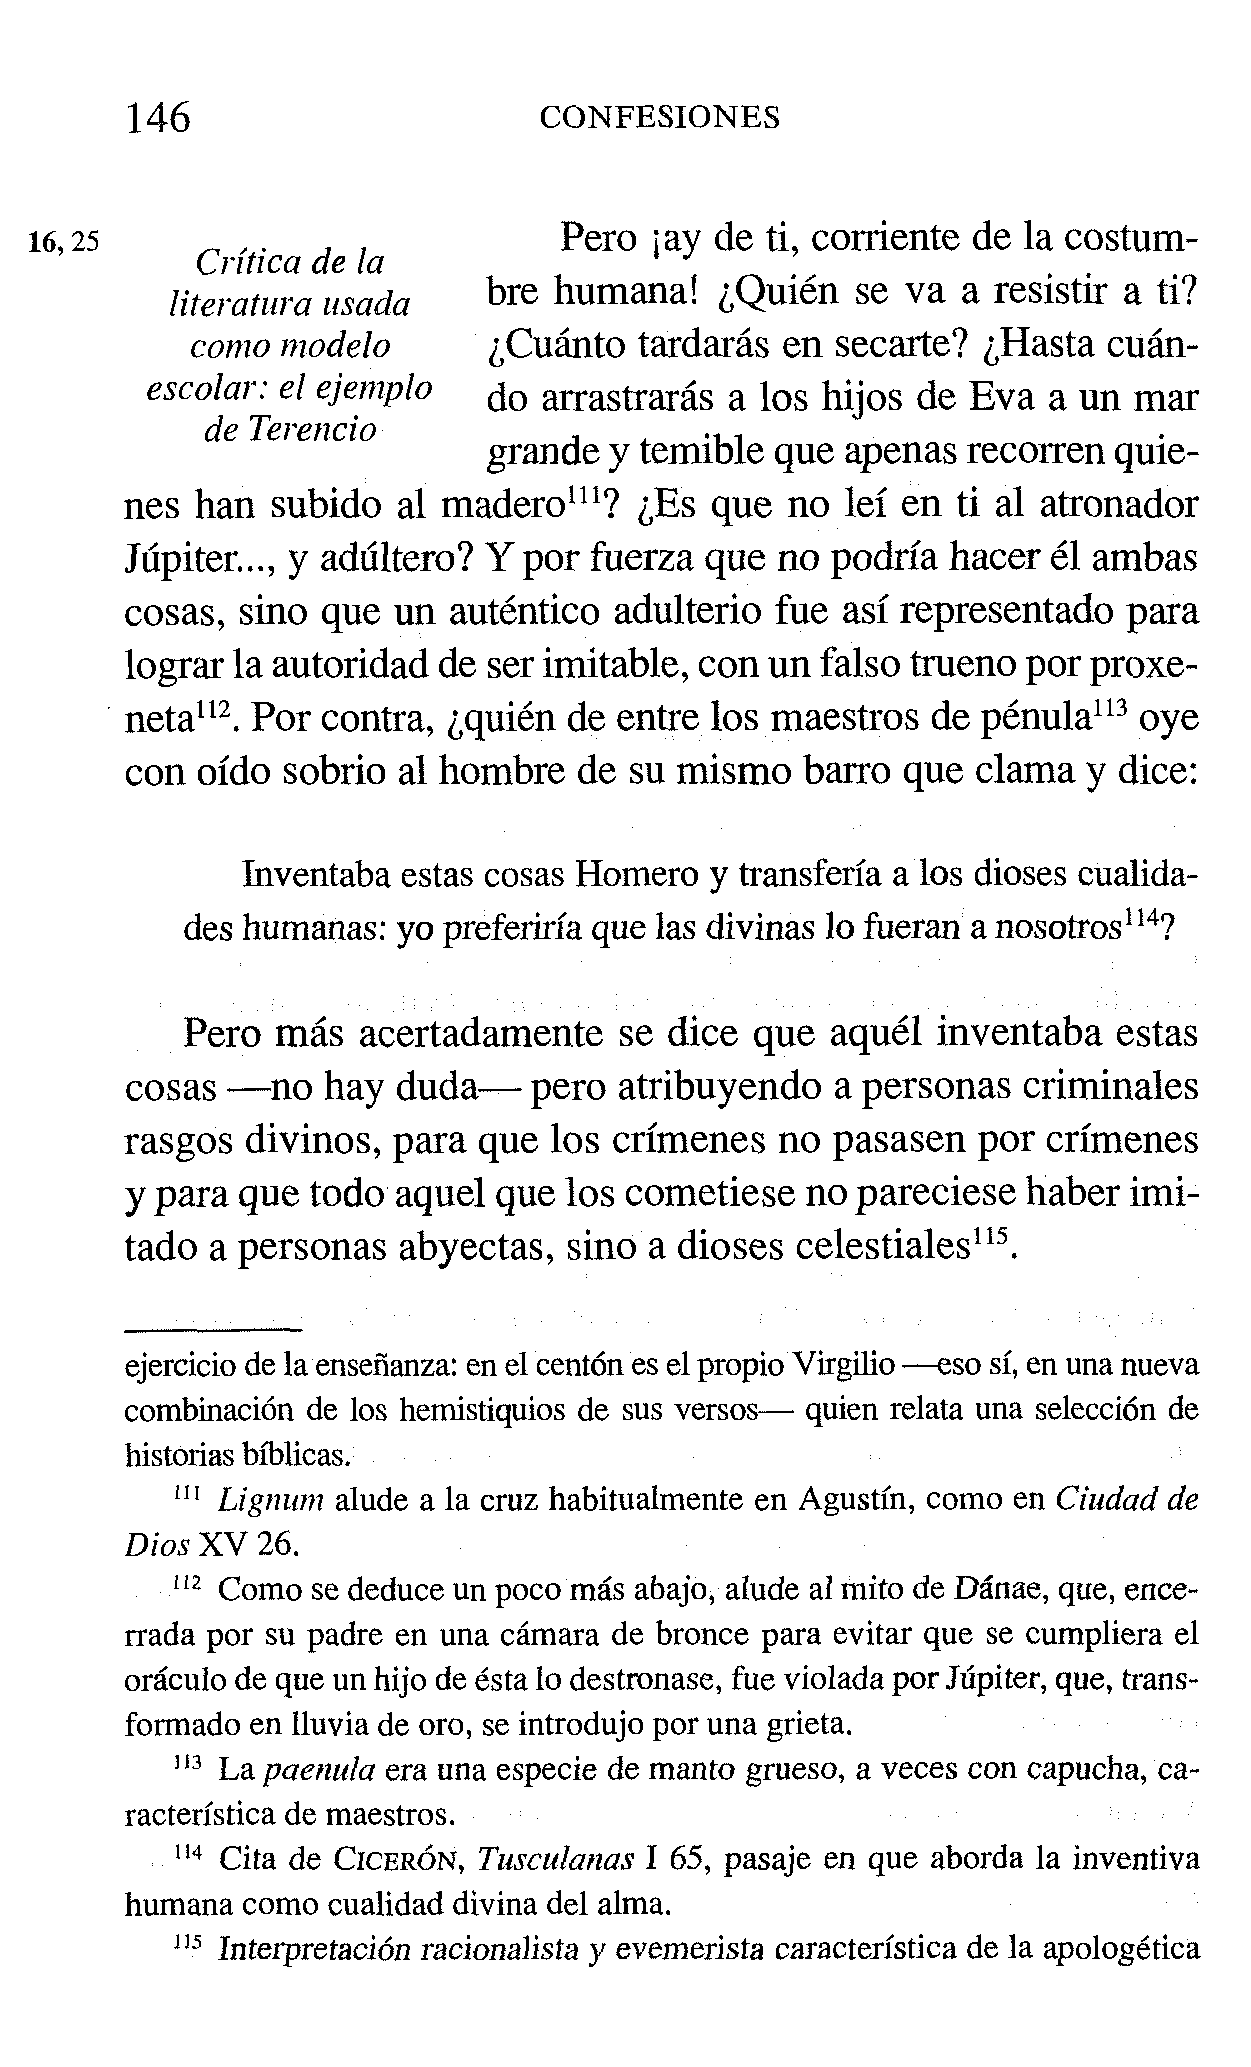 146 CONFESIONES
16, 25
Crítica de la
literatura usada
como modelo
escolar: el ejemplo
de Terencio
Pero ¡ay de ti, corriente de la costum-
bre humana! ¿Quién se va a resistir a ti?
¿Cuánto tardarás en secarte? ¿Hasta cuán-
do arrastrarás a los hijos de Eva a un mar
grande y temible que apenas recorren quie-
nes han subido al madero¹¹¹? ¿Es que no leí en ti al atronador
Júpiter..., y adúltero? Y por fuerza que no podría hacer él ambas
cosas, sino que un auténtico adulterio fue así representado para
lograr la autoridad de ser imitable, con un falso trueno por proxe-
neta¹¹². Por contra, ¿quién de entre los maestros de pénula¹¹³ oye
con oído sobrio al hombre de su mismo barro que clama y dice:
Inventaba estas cosas Homero y transfería a los dioses cualida-
des humanas: yo preferiría que las divinas lo fueran a nosotros¹¹⁴?
Pero más acertadamente se dice que aquél inventaba estas
cosas —no hay duda— pero atribuyendo a personas criminales
rasgos divinos, para que los crímenes no pasasen por crímenes
y para que todo aquel que los cometiese no pareciese haber imi-
tado a personas abyectas, sino a dioses celestiales¹¹⁵.
ejercicio de la enseñanza: en el centón es el propio Virgilio —eso sí, en una nueva
combinación de los hemistiquios de sus versos— quien relata una selección de
historias bíblicas.
¹¹¹ Lignum alude a la cruz habitualmente en Agustín, como en Ciudad de
Dios XV 26.
¹¹² Como se deduce un poco más abajo, alude al mito de Dánae, que, ence-
rrada por su padre en una cámara de bronce para evitar que se cumpliera el
oráculo de que un hijo de ésta lo destronase, fue violada por Júpiter, que, trans-
formado en lluvia de oro, se introdujo por una grieta.
¹¹³ La paenula era una especie de manto grueso, a veces con capucha, ca-
racterística de maestros.
¹¹⁴ Cita de CICERÓN, Tusculanas I 65, pasaje en que aborda la inventiva
humana como cualidad divina del alma.
¹¹⁵ Interpretación racionalista y evemerista característica de la apologética